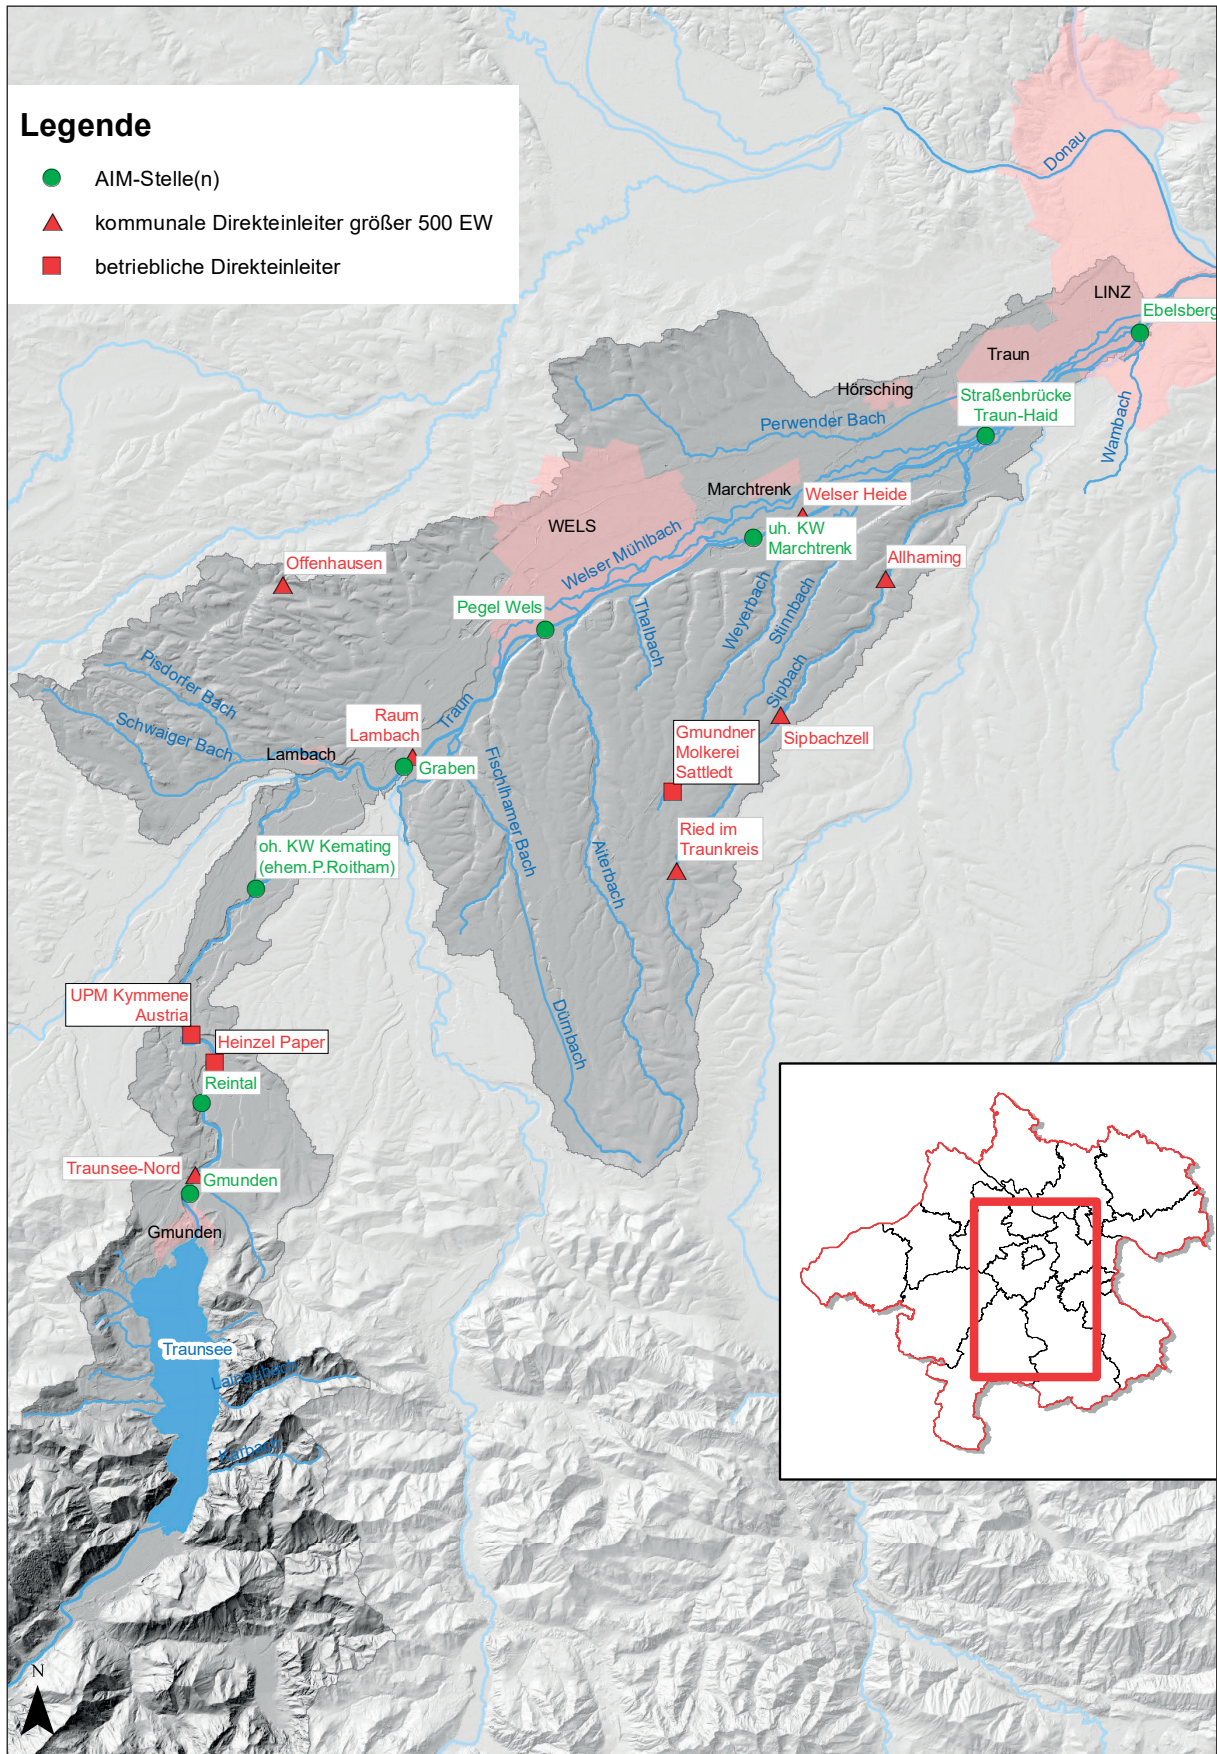 Legende
AIM-Stelle(n)
kommunale Direkteinleiter größer 500 EW
betriebliche Direkteinleiter
Donau
LINZ
Ebelsberg
Traun
Hörsching
Straßenbrücke
Traun-Haid
Perwender Bach
Wambach
Marchtrenk
Welser Heide
WELS
uh. KW
Marchtrenk
Welser Mühlbach
Offenhausen
Allhaming
Pegel Wels
Thalbach
Weyerbach
Stinnbach
Sipbach
Pisdorfer Bach
Schwaiger Bach
Traun
Raum
Lambach
Lambach
Graben
Gmundner
Molkerei
Sattledt
Sipbachzell
Fischlhamer Bach
Aiterbach
Ried im
Traunkreis
oh. KW Kemating
(ehem.P.Roitham)
UPM Kymmene
Austria
Heinzel Paper
Dürnbach
Reintal
Traunsee-Nord
Gmunden
Gmunden
Traunsee
Lainaubach
Karbach
N